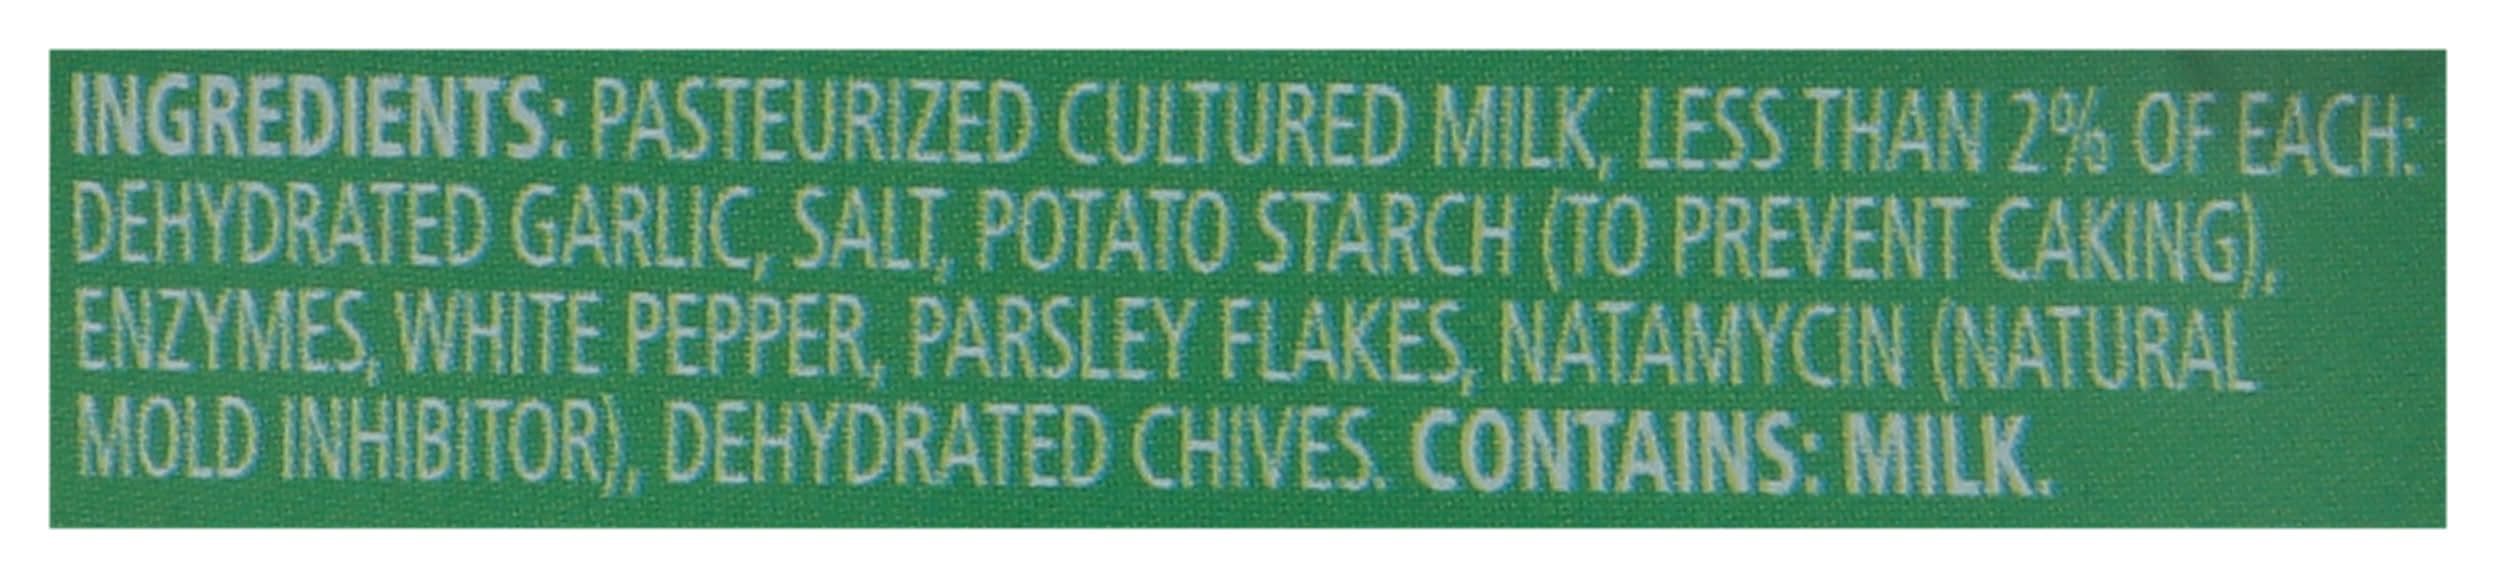 INGREDIENTS: PASTEURIZED CULTURED MILK, LESS THAN 2% OF EACH:
DEHYDRATED GARLIC, SALT, POTATO STARCH (TO PREVENT CAKING),
ENZYMES, WHITE PEPPER, PARSLEY FLAKES, NATAMYCIN (NATURAL
MOLD INHIBITOR), DEHYDRATED CHIVES. CONTAINS: MILK.